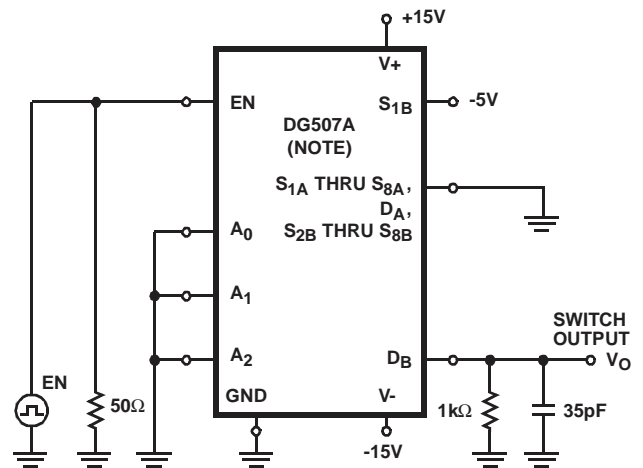 +15V
V+
EN
S1B
-5V
DG507A
(NOTE)
S1A THRU S8A,
DA,
S2B THRU S8B
A0
A1
A2
SWITCH
OUTPUT
DB
VO
EN
GND
V-
50Ω
1kΩ
35pF
-15V